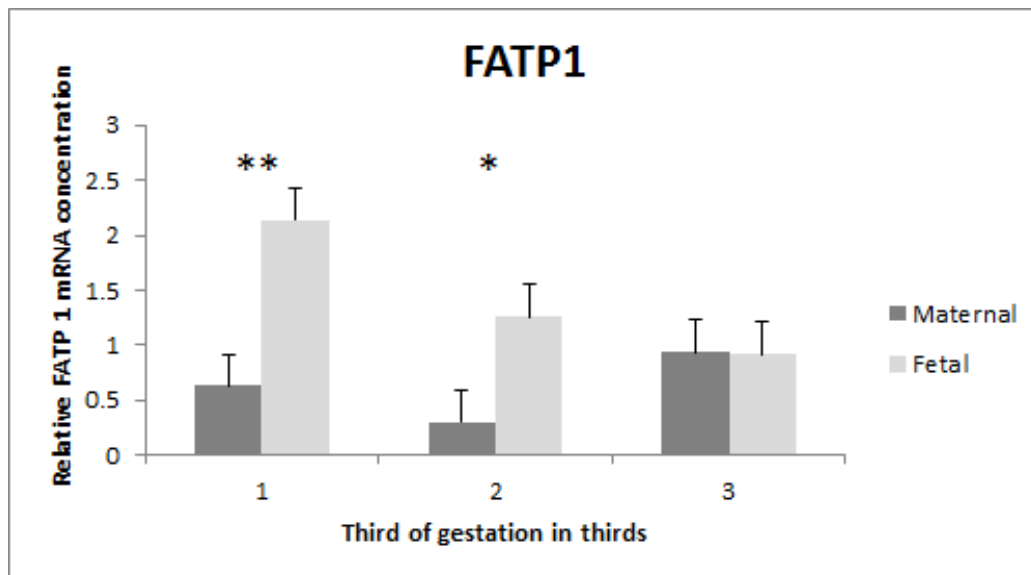 FATP1
Relative FATP 1 mRNA concentration
3
2.5
2
1.5
1
0.5
0
**
*
Maternal
Fetal
1 2 3
Third of gestation in thirds